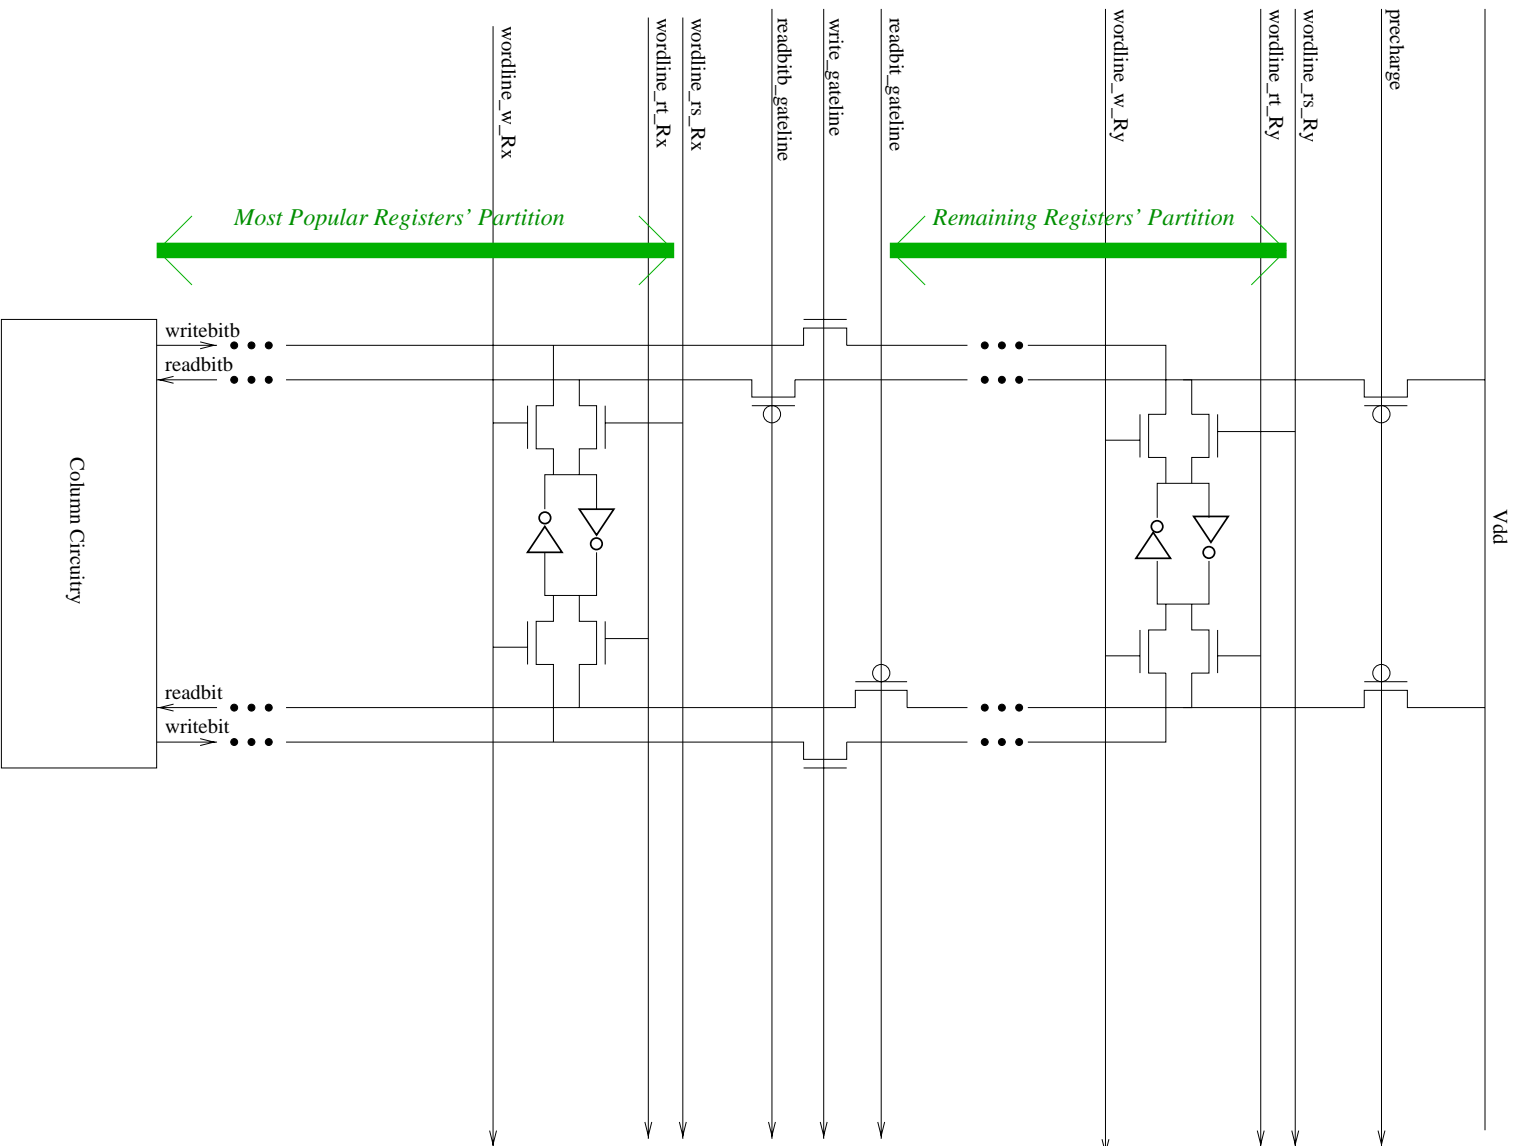 wordline_w_Rx
wordline_rt_Rx
wordline_rs_Rx
readbitb_gateline
write_gateline
readbit_gateline
wordline_w_Ry
wordline_rt_Ry
wordline_rs_Ry
precharge
Most Popular Registers’ Partition
Remaining Registers’ Partition
writebitb
readbitb
Column Circuitry
Vdd
readbit
writebit